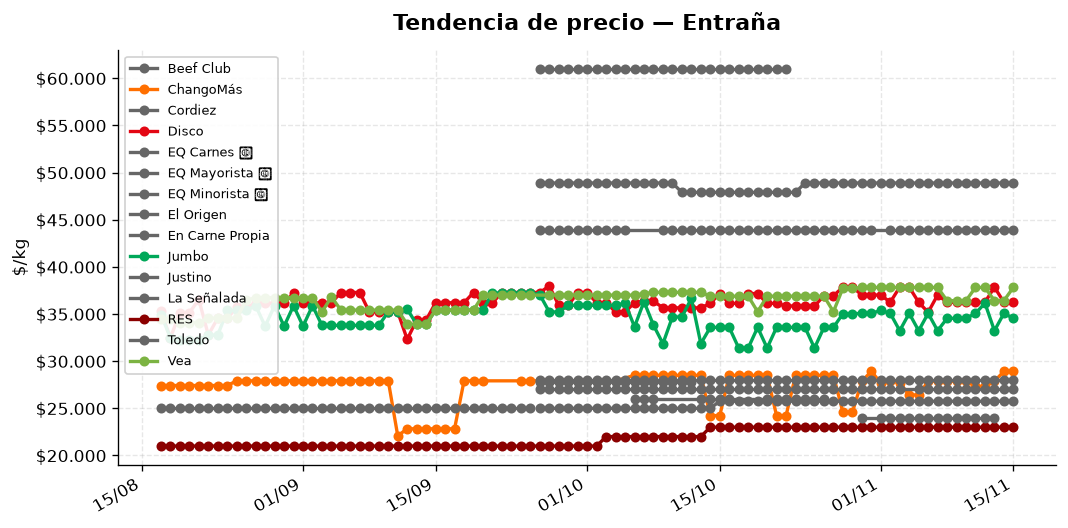 Tendencia de precio — Entraña
$/kg
$60.000
$55.000
$50.000
$45.000
$40.000
$35.000
$30.000
$25.000
$20.000
Beef Club
ChangoMás
Cordiez
Disco
EQ Carnes
EQ Mayorista
EQ Minorista
El Origen
En Carne Propia
Jumbo
Justino
La Señalada
RES
Toledo
Vea
15/08
01/09
15/09
01/10
15/10
01/11
15/11